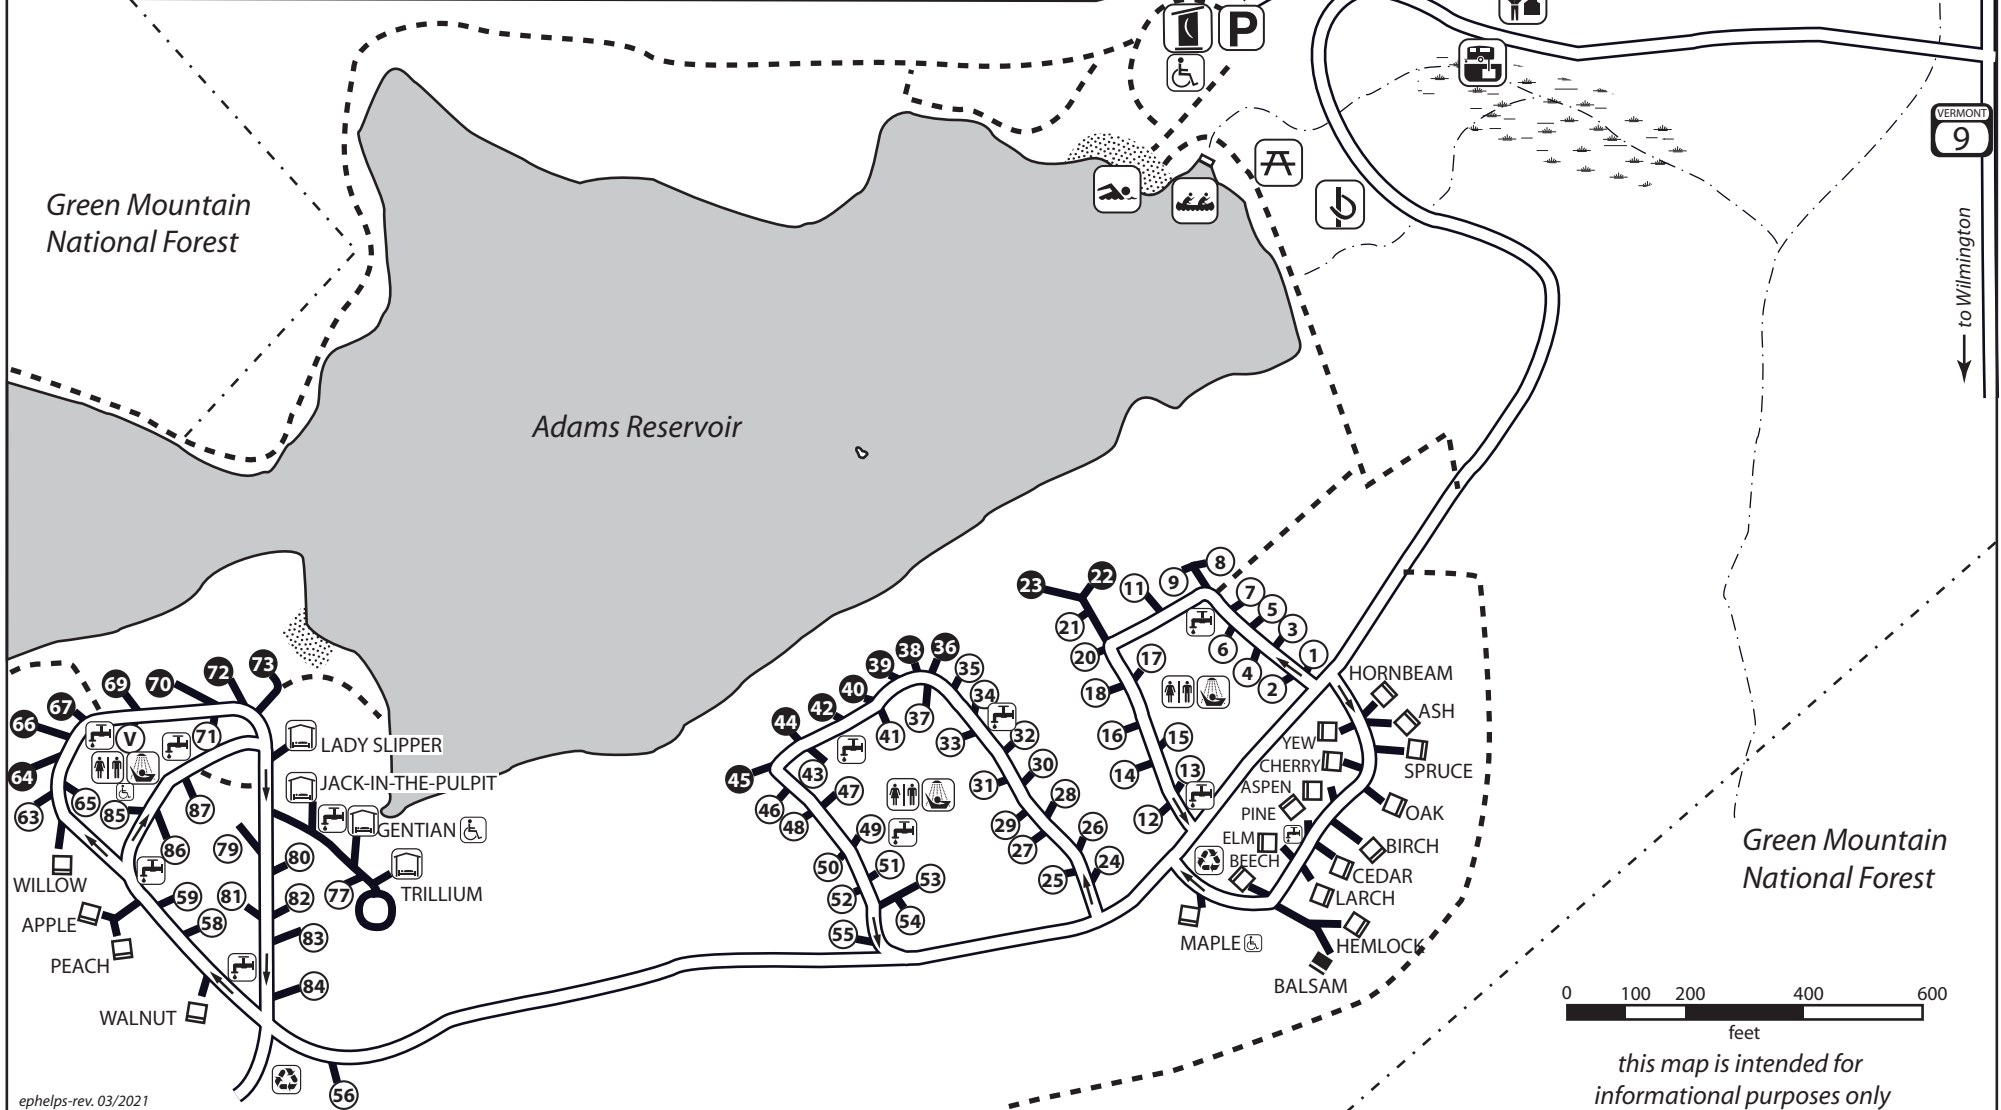 P
VERMONT
9
to Wilmington
Green Mountain
National Forest
Adams Reservoir
23
22
11
9
8
7
5
3
1
21
20
17
6
4
2
18
16
15
14
13
12
HORNBEAM
ASH
YEW
SPRUCE
CHERRY
ASPEN
PINE
OAK
ELM
BIRCH
BEECH
CEDAR
LARCH
MAPLE
HEMLOCK
BALSAM
45
44
42
40
39
38
36
35
34
37
41
33
32
43
30
31
46
47
28
48
29
49
26
27
50
51
24
25
52
53
54
55
66
67
69
70
72
73
V
71
LADY SLIPPER
64
JACK-IN-THE-PULPIT
63
65
85
87
GENTIAN
86
79
80
WILLOW
77
TRILLIUM
59
81
82
APPLE
58
83
PEACH
84
WALNUT
56
Green Mountain
National Forest
0 100 200 400 600
feet
this map is intended for
informational purposes only
ephelps-rev. 03/2021